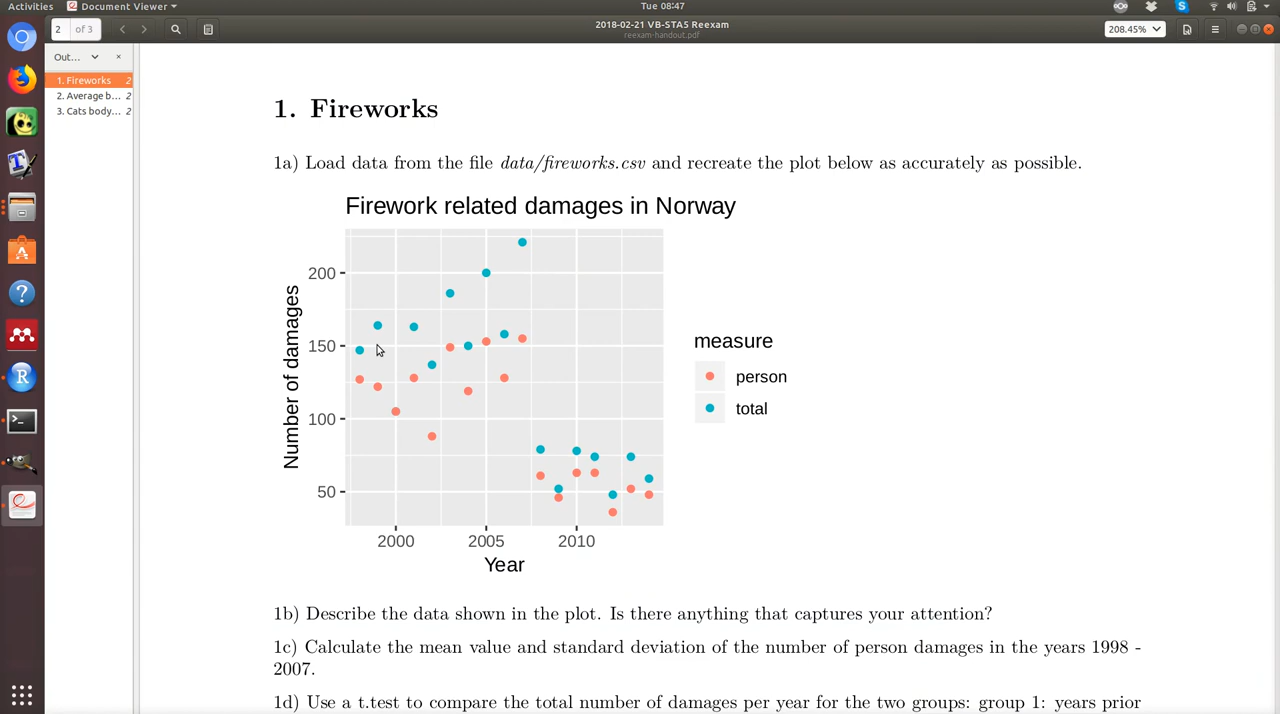 Activities
Document Viewer
Tue 08:47
2 of 3
2018-02-21 VB-STA5 Reexam
reexam-handout.pdf
208.45%
Out...
1. Fireworks 2
2. Average b... 2
3. Cats body... 2
1. Fireworks
1a) Load data from the file data/fireworks.csv and recreate the plot below as accurately as possible.
Firework related damages in Norway
Number of damages
200
150
100
50
2000 2005 2010
Year
measure
person
total
1b) Describe the data shown in the plot. Is there anything that captures your attention?
1c) Calculate the mean value and standard deviation of the number of person damages in the years 1998 -
2007.
1d) Use a t.test to compare the total number of damages per year for the two groups: group 1: years prior